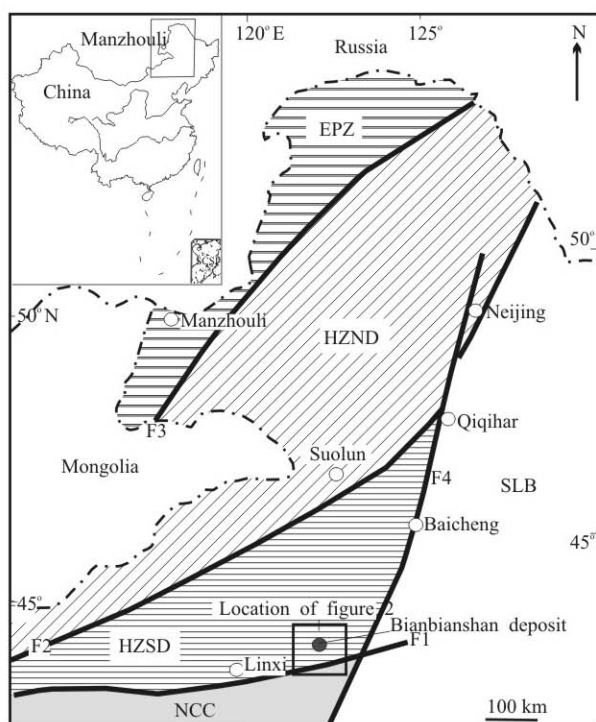 120°E
125°
Manzhouli
China
Russia
N
EPZ
50°
50°N
Manzhouli
Neijing
HZND
F3
Qiqihar
Mongolia
Suolun
F4
SLB
Baicheng
45°
45°
Location of figure 2
Bianbianshan deposit
F2
HZSD
F1
Linxi
NCC
100 km